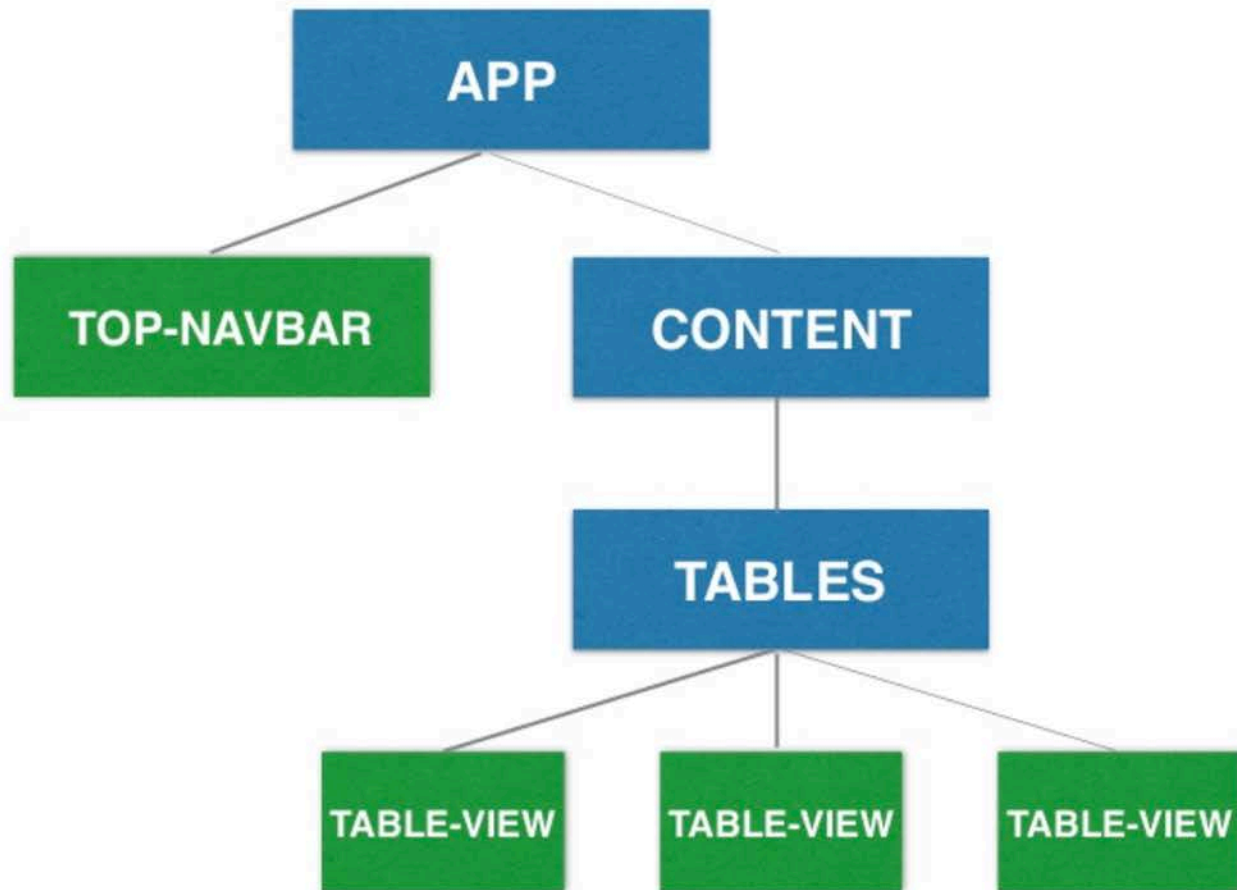 APP
TOP-NAVBAR
CONTENT
TABLES
TABLE-VIEW
TABLE-VIEW
TABLE-VIEW